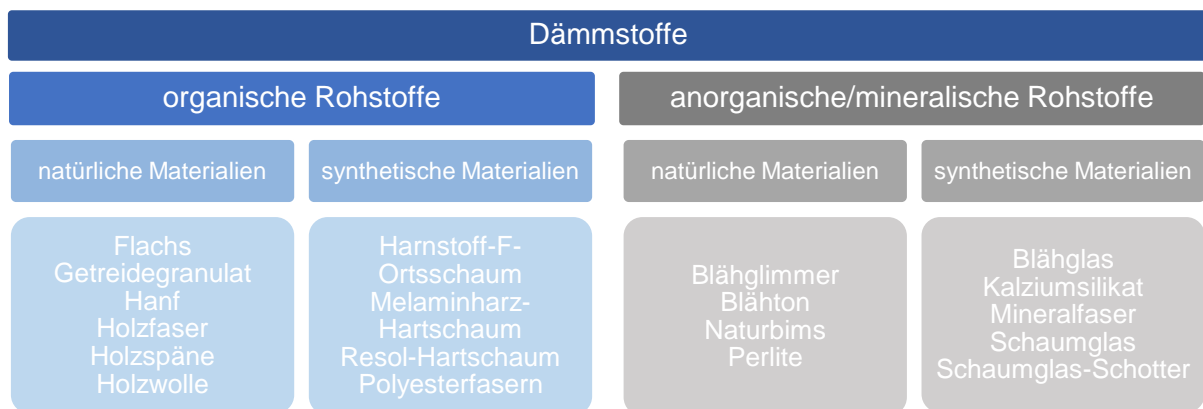 Dämmstoffe
organische Rohstoffe
anorganische/mineralische Rohstoffe
natürliche Materialien
synthetische Materialien
natürliche Materialien
synthetische Materialien
Flachs
Getreidegranulat
Hanf
Holzfaser
Holzspäne
Holzwolle
Harnstoff-F-
Ortsschaum
Melaminharz-
Hartschaum
Resol-Hartschaum
Polyesterfasern
Blähglimmer
Blähton
Naturbims
Perlite
Blähglas
Kalziumsilikat
Mineralfaser
Schaumglas
Schaumglas-Schotter